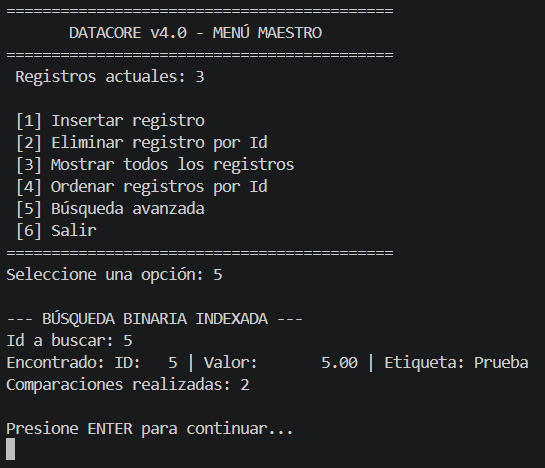 ===========================================
DATACORE v4.0 - MENÚ MAESTRO
===========================================
Registros actuales: 3
[1] Insertar registro
[2] Eliminar registro por Id
[3] Mostrar todos los registros
[4] Ordenar registros por Id
[5] Búsqueda avanzada
[6] Salir
===========================================
Seleccione una opción: 5
--- BÚSQUEDA BINARIA INDEXADA ---
Id a buscar: 5
Encontrado: ID:   5 | Valor:       5.00 | Etiqueta: Prueba
Comparaciones realizadas: 2
Presione ENTER para continuar...